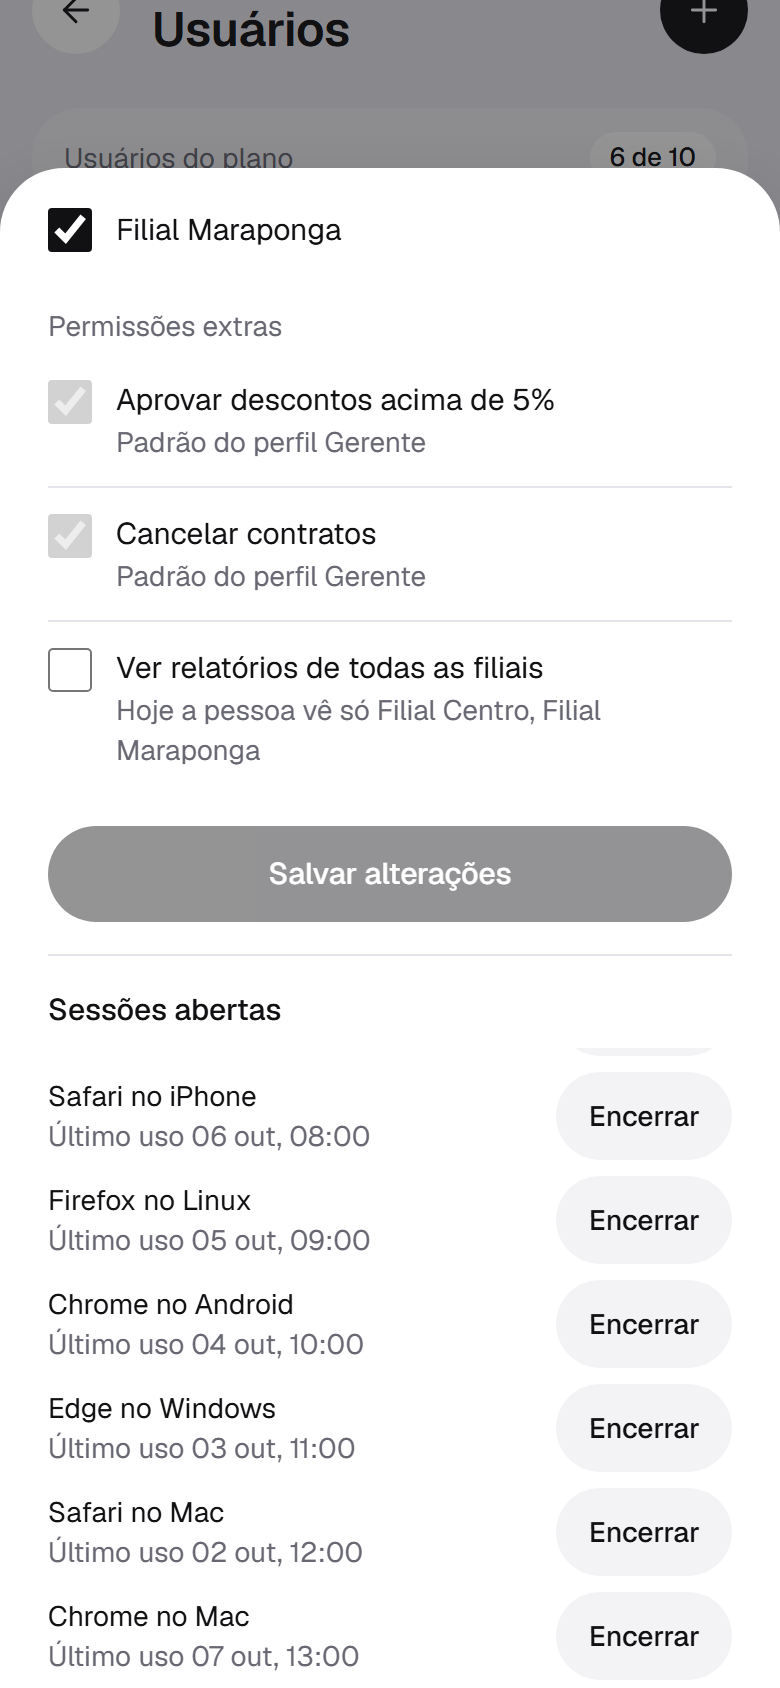 Usuários
Usuários do plano
6 de 10
Filial Maraponga
Permissões extras
Aprovar descontos acima de 5%
Padrão do perfil Gerente
Cancelar contratos
Padrão do perfil Gerente
Ver relatórios de todas as filiais
Hoje a pessoa vê só Filial Centro, Filial
Maraponga
Salvar alterações
Sessões abertas
Safari no iPhone
Último uso 06 out, 08:00
Encerrar
Firefox no Linux
Último uso 05 out, 09:00
Encerrar
Chrome no Android
Último uso 04 out, 10:00
Encerrar
Edge no Windows
Último uso 03 out, 11:00
Encerrar
Safari no Mac
Último uso 02 out, 12:00
Encerrar
Chrome no Mac
Último uso 07 out, 13:00
Encerrar